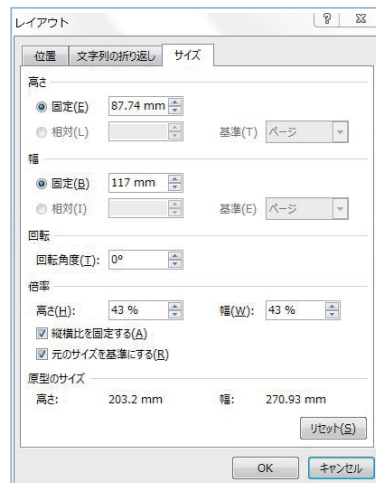 レイアウト
位置 文字列の折り返し サイズ
高さ
固定(E) 87.74 mm
相対(L) 基準(T) ページ
幅
固定(B) 117 mm
相対(I) 基準(E) ページ
回転
回転角度(T): 0°
倍率
高さ(H): 43 % 幅(W): 43 %
縦横比を固定する(A)
元のサイズを基準にする(R)
原型のサイズ
高さ: 203.2 mm 幅: 270.93 mm
リセット(S)
OK キャンセル